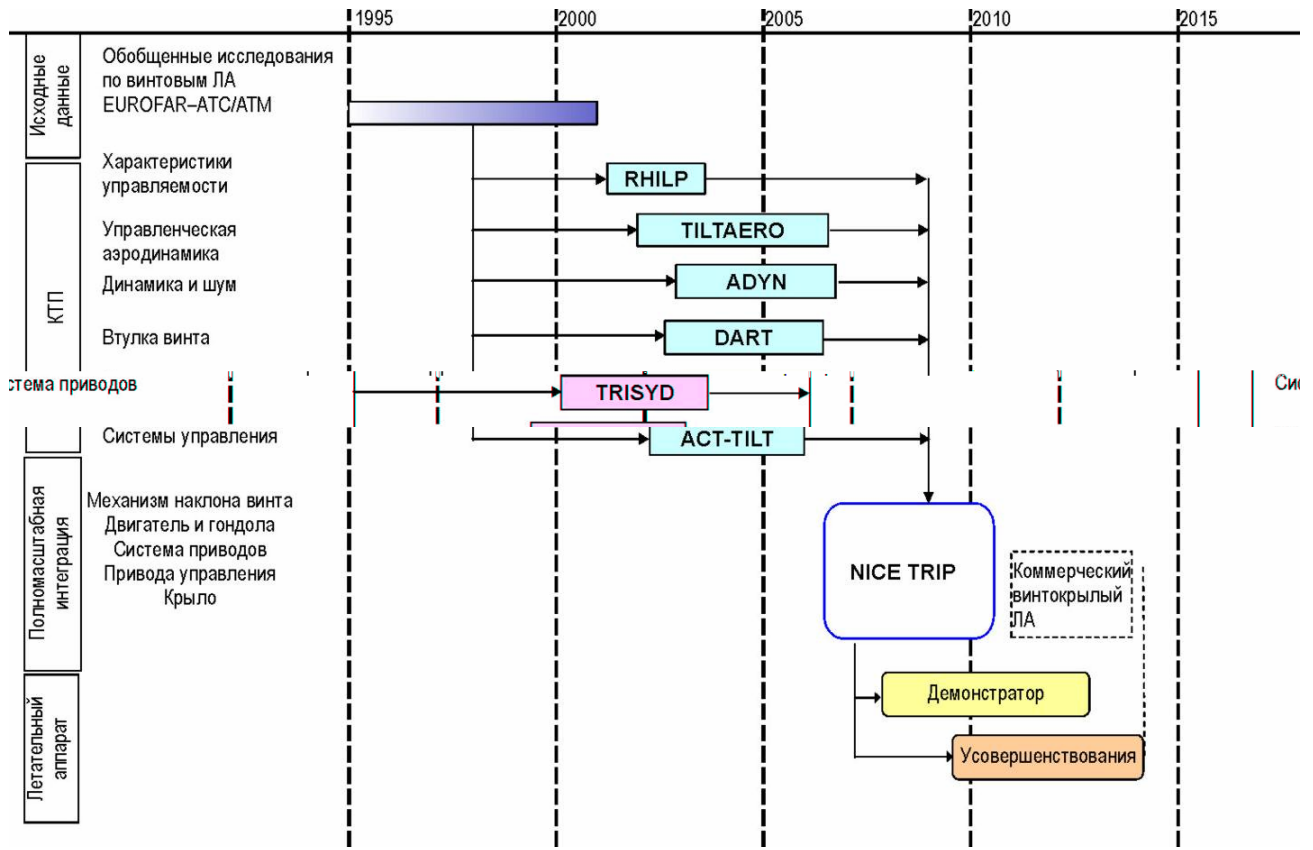 1995 2000 2005 2010 2015
Исходные
данные
Обобщенные исследования
по винтовым ЛА
EUROFAR–ATC/ATM
КТП
Характеристики
управляемости
RHILP
Управленческая
аэродинамика
TILTAERO
Динамика и шум
ADYN
Втулка винта
DART
стема приводов
TRISYD
Сис
Системы управления
ACT-TILT
Полномасштабная
интеграция
Механизм наклона винта
Двигатель и гондола
Система приводов
Привода управления
Крыло
NICE TRIP
Коммерческий
винтокрылый
ЛА
Летательный
аппарат
Демонстратор
Усовершенствования